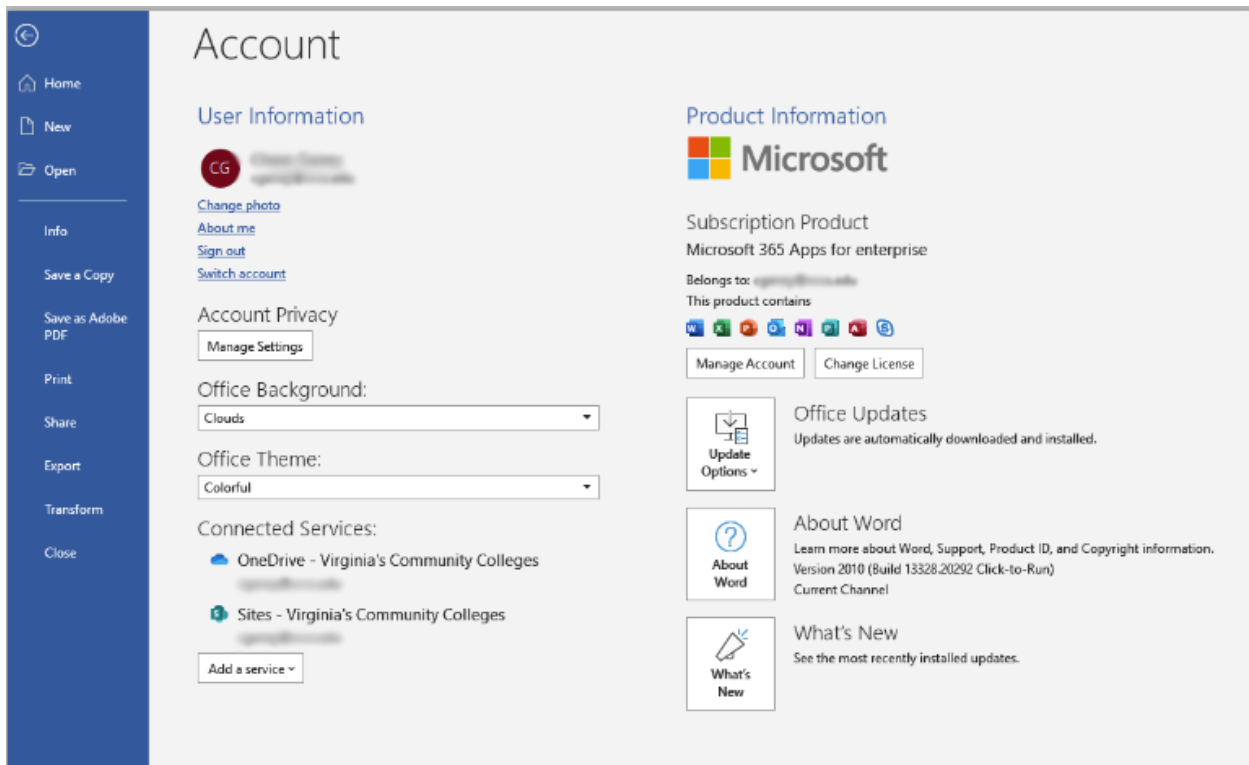 Account
Home
New
Open
Info
Save a Copy
Save as Adobe
PDF
Print
Share
Export
Transform
Close
User Information
CG
Change photo
About me
Sign out
Switch account
Account Privacy
Manage Settings
Office Background:
Clouds
Office Theme:
Colorful
Connected Services:
OneDrive - Virginia's Community Colleges
Sites - Virginia's Community Colleges
Add a service
Product Information
Microsoft
Subscription Product
Microsoft 365 Apps for enterprise
Belongs to:
This product contains
Manage Account
Change License
Update
Options
Office Updates
Updates are automatically downloaded and installed.
About
Word
About Word
Learn more about Word, Support, Product ID, and Copyright information.
Version 2010 (Build 13328.20292 Click-to-Run)
Current Channel
What's
New
What's New
See the most recently installed updates.